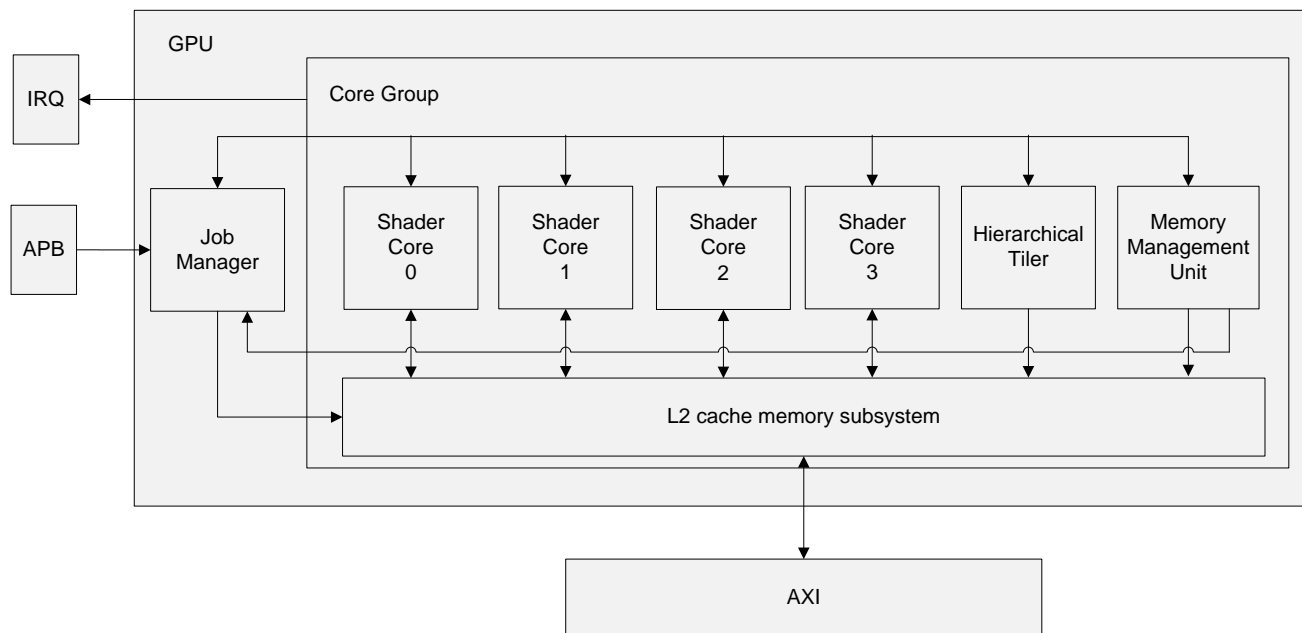 GPU
IRQ
Core Group
APB
Job
Manager
Shader
Core
0
Shader
Core
1
Shader
Core
2
Shader
Core
3
Hierarchical
Tiler
Memory
Management
Unit
L2 cache memory subsystem
AXI